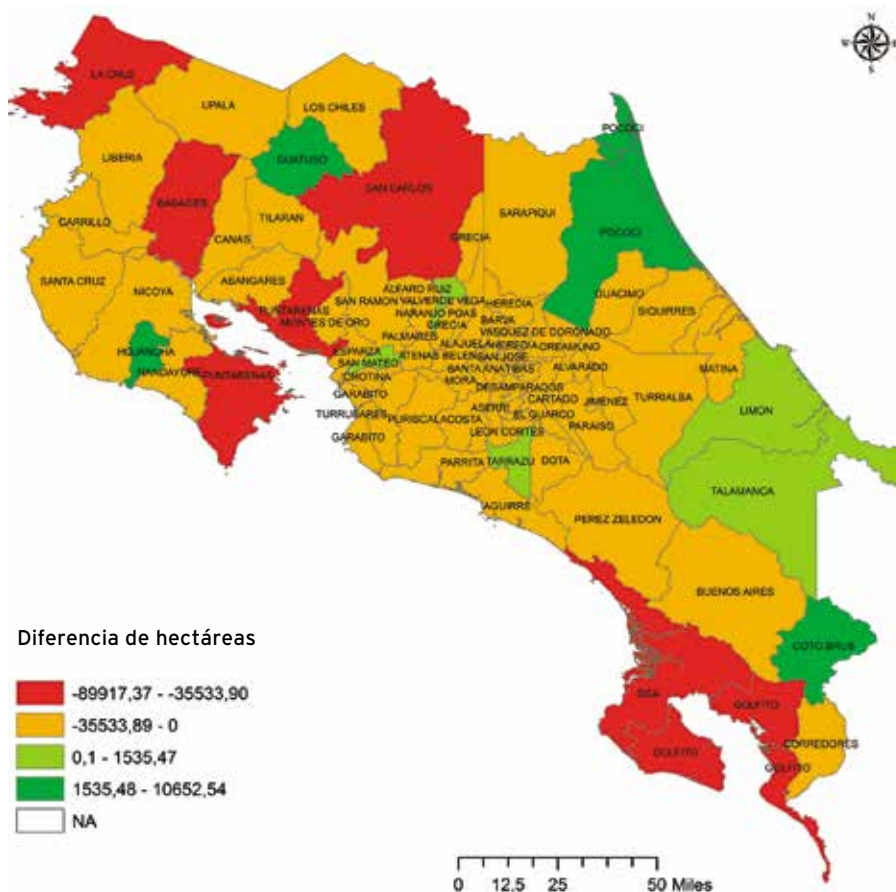 N
W
E
S
LA CRUZ
UPALA
LOS CHILES
POCOCI
LIBERIA
GUATUSO
SAN CARLOS
BAGACES
SARAPIQUI
CARRILLO
TILARAN
CANAS
GRECIA
POCOCI
SANTA CRUZ
ABANGARES
NICOYA
ALFARO RUIZ
GUACIMO
PUNTARENAS
SAN RAMON
VALVERDE VEGA
HEREDIA
SIQUIRRES
MONTES DE ORO
NARANJO
POAS
BARVA
GRECIA
VASQUEZ DE CORONADO
PALMARES
ALAJUELA
HEREDIA
OREAMUNO
HOJANCHA
ESPARZA
ATENAS
BELEN
SAN JOSE
NANDAYURE
PUNTARENAS
SAN MATEO
SANTA ANA
TIBAS
ALVARADO
MATINA
OROTINA
MORA
DESAMPARADOS
GARABITO
CARTADO
JIMENEZ
TURRIALBA
TURRUBARES
PURISCAL
ACOSTA
ASERRI
EL GUARCO
LIMON
PARAISO
GARABITO
LEON CORTES
PARRITA
TARRAZU
DOTA
TALAMANCA
AGUIRRE
PEREZ ZELEDON
BUENOS AIRES
COTO BRUS
OSA
GOLFITO
CORREDORES
GOLFITO
GOLFITO
Diferencia de hectáreas
-89917,37 - -35533,90
-35533,89 - 0
0,1 - 1535,47
1535,48 - 10652,54
NA
0 12.5 25 50 Miles